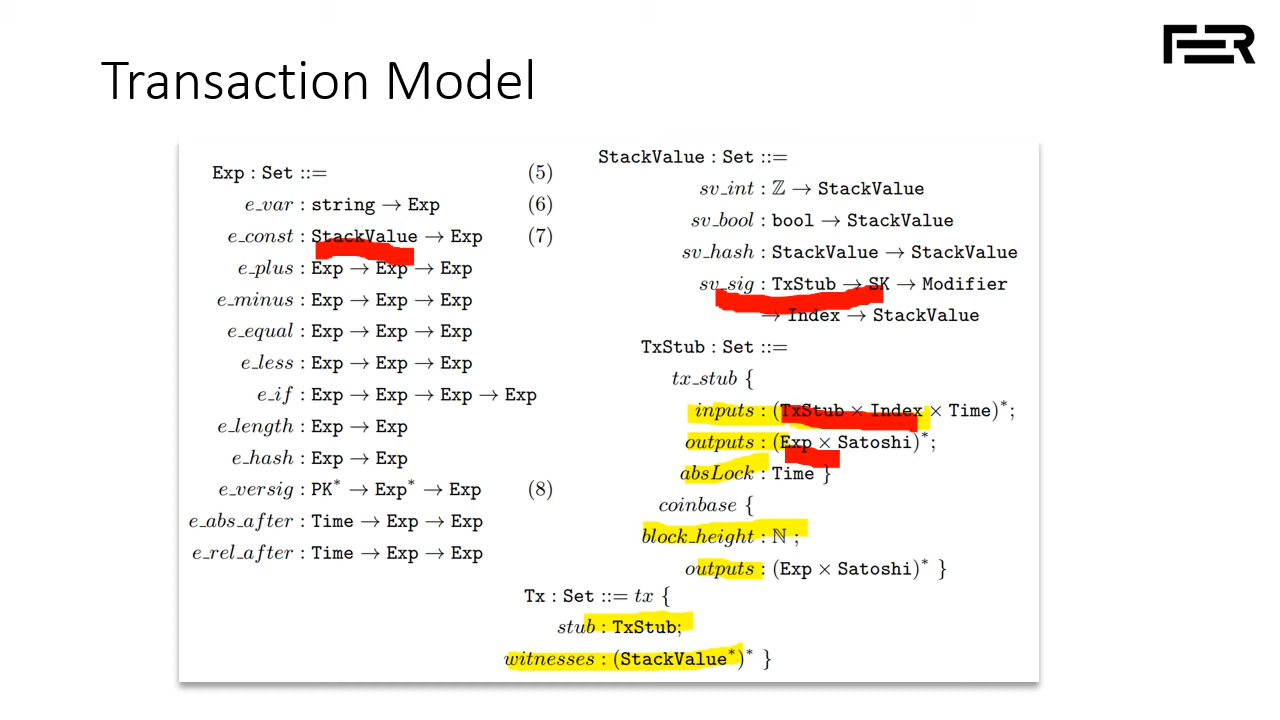 FER
Transaction Model
Exp : Set ::= (5)
e_var : string → Exp (6)
e_const : StackValue → Exp (7)
e_plus : Exp → Exp → Exp
e_minus : Exp → Exp → Exp
e_equal : Exp → Exp → Exp
e_less : Exp → Exp → Exp
e_if : Exp → Exp → Exp → Exp
e_length : Exp → Exp
e_hash : Exp → Exp
e_versig : PK* → Exp* → Exp (8)
e_abs_after : Time → Exp → Exp
e_rel_after : Time → Exp → Exp
StackValue : Set ::=
sv_int : ℤ → StackValue
sv_bool : bool → StackValue
sv_hash : StackValue → StackValue
sv_sig : TxStub → SK → Modifier
→ Index → StackValue
TxStub : Set ::=
tx_stub {
inputs : (TxStub × Index × Time)*;
outputs : (Exp × Satoshi)*;
absLock : Time }
coinbase {
block_height : ℕ ;
outputs : (Exp × Satoshi)* }
Tx : Set ::= tx {
stub : TxStub;
witnesses : (StackValue*)* }